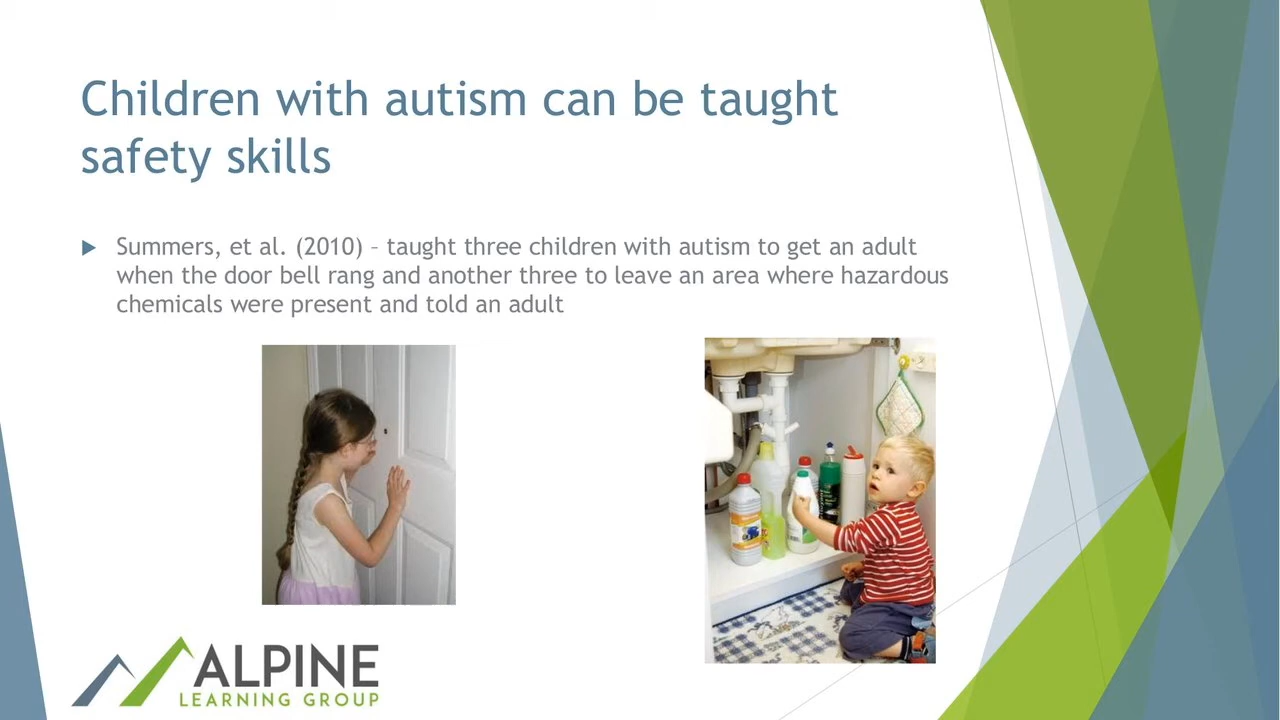 Children with autism can be taught
safety skills
Summers, et al. (2010) – taught three children with autism to get an adult
when the door bell rang and another three to leave an area where hazardous
chemicals were present and told an adult
ALPINE
LEARNING GROUP